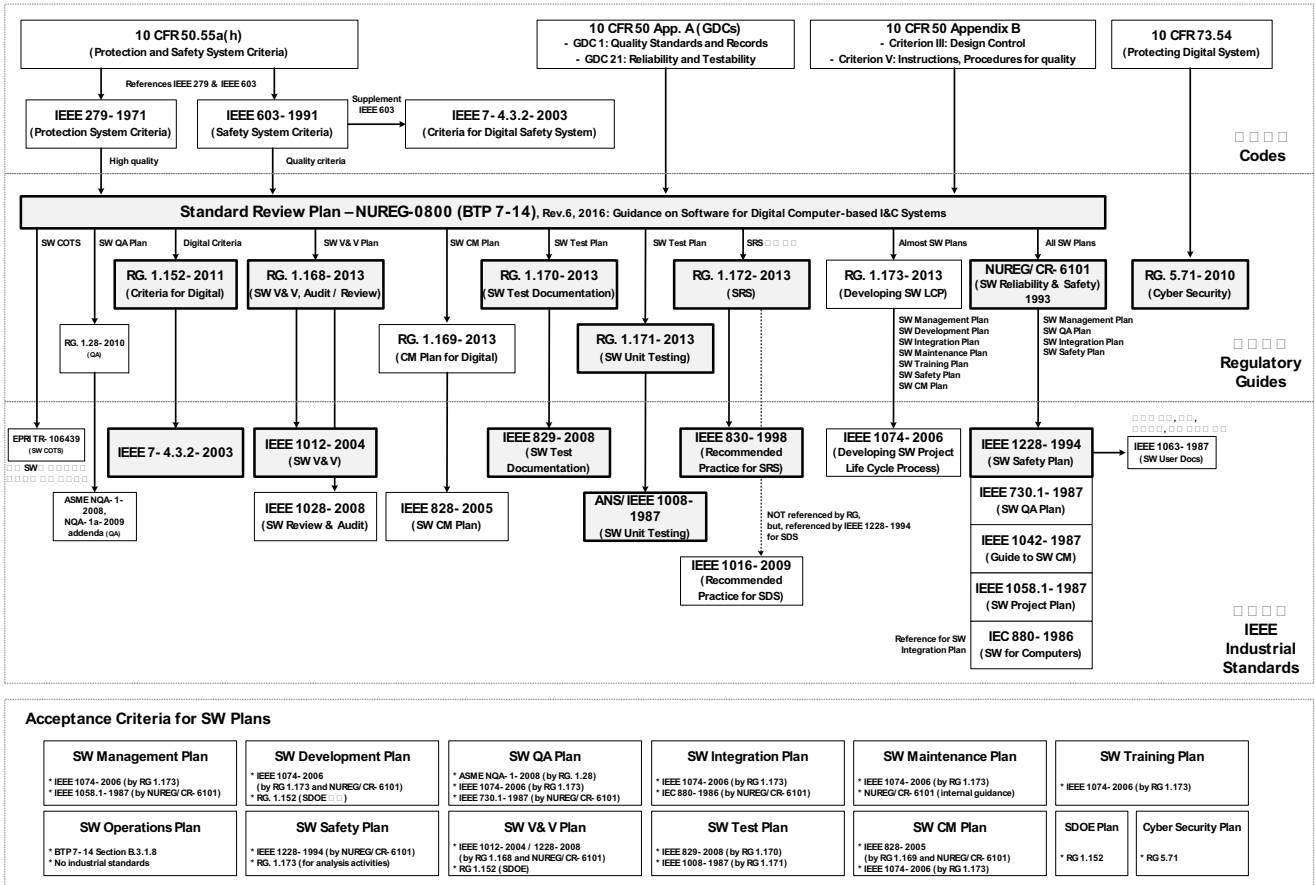 10 CFR 50.55a(h)
(Protection and Safety System Criteria)
10 CFR 50 App. A (GDCs)
- GDC 1: Quality Standards and Records
- GDC 21: Reliability and Testability
10 CFR 50 Appendix B
- Criterion III: Design Control
- Criterion V: Instructions, Procedures for quality
10 CFR 73.54
(Protecting Digital System)
References IEEE 279 & IEEE 603
IEEE 279-1971
(Protection System Criteria)
IEEE 603-1991
(Safety System Criteria)
Supplement
IEEE 603
IEEE 7-4.3.2-2003
(Criteria for Digital Safety System)
High quality
Quality criteria
Codes
Standard Review Plan – NUREG-0800 (BTP 7-14), Rev.6, 2016: Guidance on Software for Digital Computer-based I&C Systems
SW COTS
SW QA Plan
Digital Criteria
SW V&V Plan
SW CM Plan
SW Test Plan
SW Test Plan
SRS
Almost SW Plans
All SW Plans
RG. 1.152-2011
(Criteria for Digital)
RG. 1.168-2013
(SW V&V, Audit / Review)
RG. 1.170-2013
(SW Test Documentation)
RG. 1.172-2013
(SRS)
RG. 1.173-2013
(Developing SW LCP)
NUREG/CR-6101
(SW Reliability & Safety)
1993
RG. 5.71-2010
(Cyber Security)
RG. 1.28-2010
(QA)
RG. 1.169-2013
(CM Plan for Digital)
RG. 1.171-2013
(SW Unit Testing)
SW Management Plan
SW Development Plan
SW Integration Plan
SW Maintenance Plan
SW Training Plan
SW Safety Plan
SW CM Plan
SW Management Plan
SW QA Plan
SW Integration Plan
SW Safety Plan
Regulatory
Guides
EPRI TR-106439
(SW COTS)
SW
IEEE 7-4.3.2-2003
IEEE 1012-2004
(SW V&V)
IEEE 829-2008
(SW Test
Documentation)
IEEE 830-1998
(Recommended
Practice for SRS)
IEEE 1074-2006
(Developing SW Project
Life Cycle Process)
IEEE 1228-1994
(SW Safety Plan)
IEEE 1063-1987
(SW User Docs)
ASME NQA-1-
2008,
NQA-1a-2009
addenda (QA)
IEEE 1028-2008
(SW Review & Audit)
IEEE 828-2005
(SW CM Plan)
ANS/IEEE 1008-
1987
(SW Unit Testing)
NOT referenced by RG,
but, referenced by IEEE 1228-1994
for SDS
IEEE 1016-2009
(Recommended
Practice for SDS)
IEEE 730.1-1987
(SW QA Plan)
IEEE 1042-1987
(Guide to SW CM)
IEEE 1058.1-1987
(SW Project Plan)
Reference for SW
Integration Plan
IEC 880-1986
(SW for Computers)
IEEE
Industrial
Standards
Acceptance Criteria for SW Plans
SW Management Plan
* IEEE 1074-2006 (by RG 1.173)
* IEEE 1058.1-1987 (by NUREG/CR-6101)
SW Development Plan
* IEEE 1074-2006
(by RG 1.173 and NUREG/CR-6101)
* RG. 1.152 (SDOE)
SW QA Plan
* ASME NQA-1-2008 (by RG. 1.28)
* IEEE 1074-2006 (by RG 1.173)
* IEEE 730.1-1987 (by NUREG/CR-6101)
SW Integration Plan
* IEEE 1074-2006 (by RG 1.173)
* IEC 880-1986 (by NUREG/CR-6101)
SW Maintenance Plan
* IEEE 1074-2006 (by RG 1.173)
* NUREG/CR-6101 (internal guidance)
SW Training Plan
* IEEE 1074-2006 (by RG 1.173)
SW Operations Plan
* BTP 7-14 Section B.3.1.8
* No industrial standards
SW Safety Plan
* IEEE 1228-1994 (by NUREG/CR-6101)
* RG. 1.173 (for analysis activities)
SW V&V Plan
* IEEE 1012-2004 / 1228-2008
(by RG 1.168 and NUREG/CR-6101)
* RG 1.152 (SDOE)
SW Test Plan
* IEEE 829-2008 (by RG 1.170)
* IEEE 1008-1987 (by RG 1.171)
SW CM Plan
* IEEE 828-2005
(by RG 1.169 and NUREG/CR-6101)
* IEEE 1074-2006 (by RG 1.173)
SDOE Plan
* RG 1.152
Cyber Security Plan
* RG 5.71